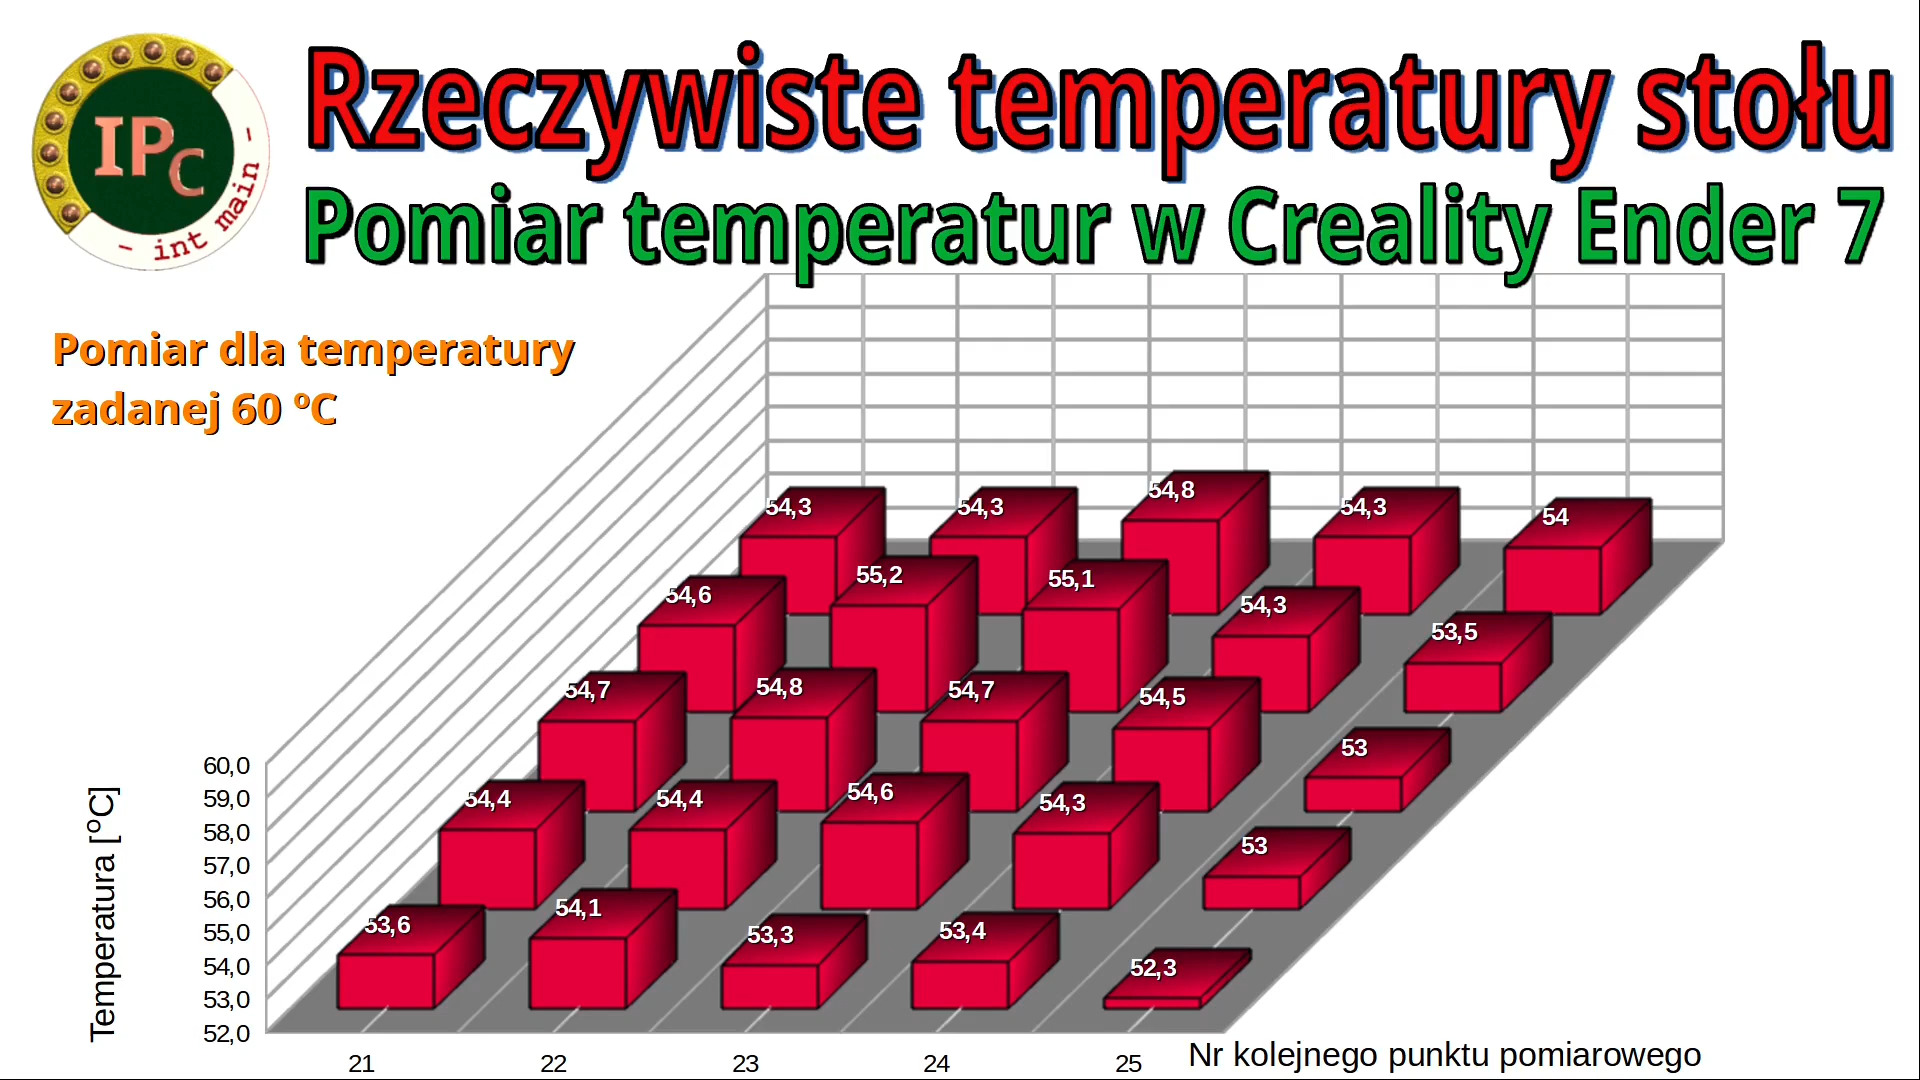 IPC
- int main -
Rzeczywiste temperatury stołu
Pomiar temperatur w Creality Ender 7
Pomiar dla temperatury
zadanej 60 ºC
54,3 54,3 54,8 54,3 54
54,6 55,2 55,1 54,3 53,5
54,7 54,8 54,7 54,5 53
54,4 54,4 54,6 54,3 53
53,6 54,1 53,3 53,4 52,3
60,0
59,0
58,0
57,0
56,0
55,0
54,0
53,0
52,0
Temperatura [ºC]
21 22 23 24 25
Nr kolejnego punktu pomiarowego